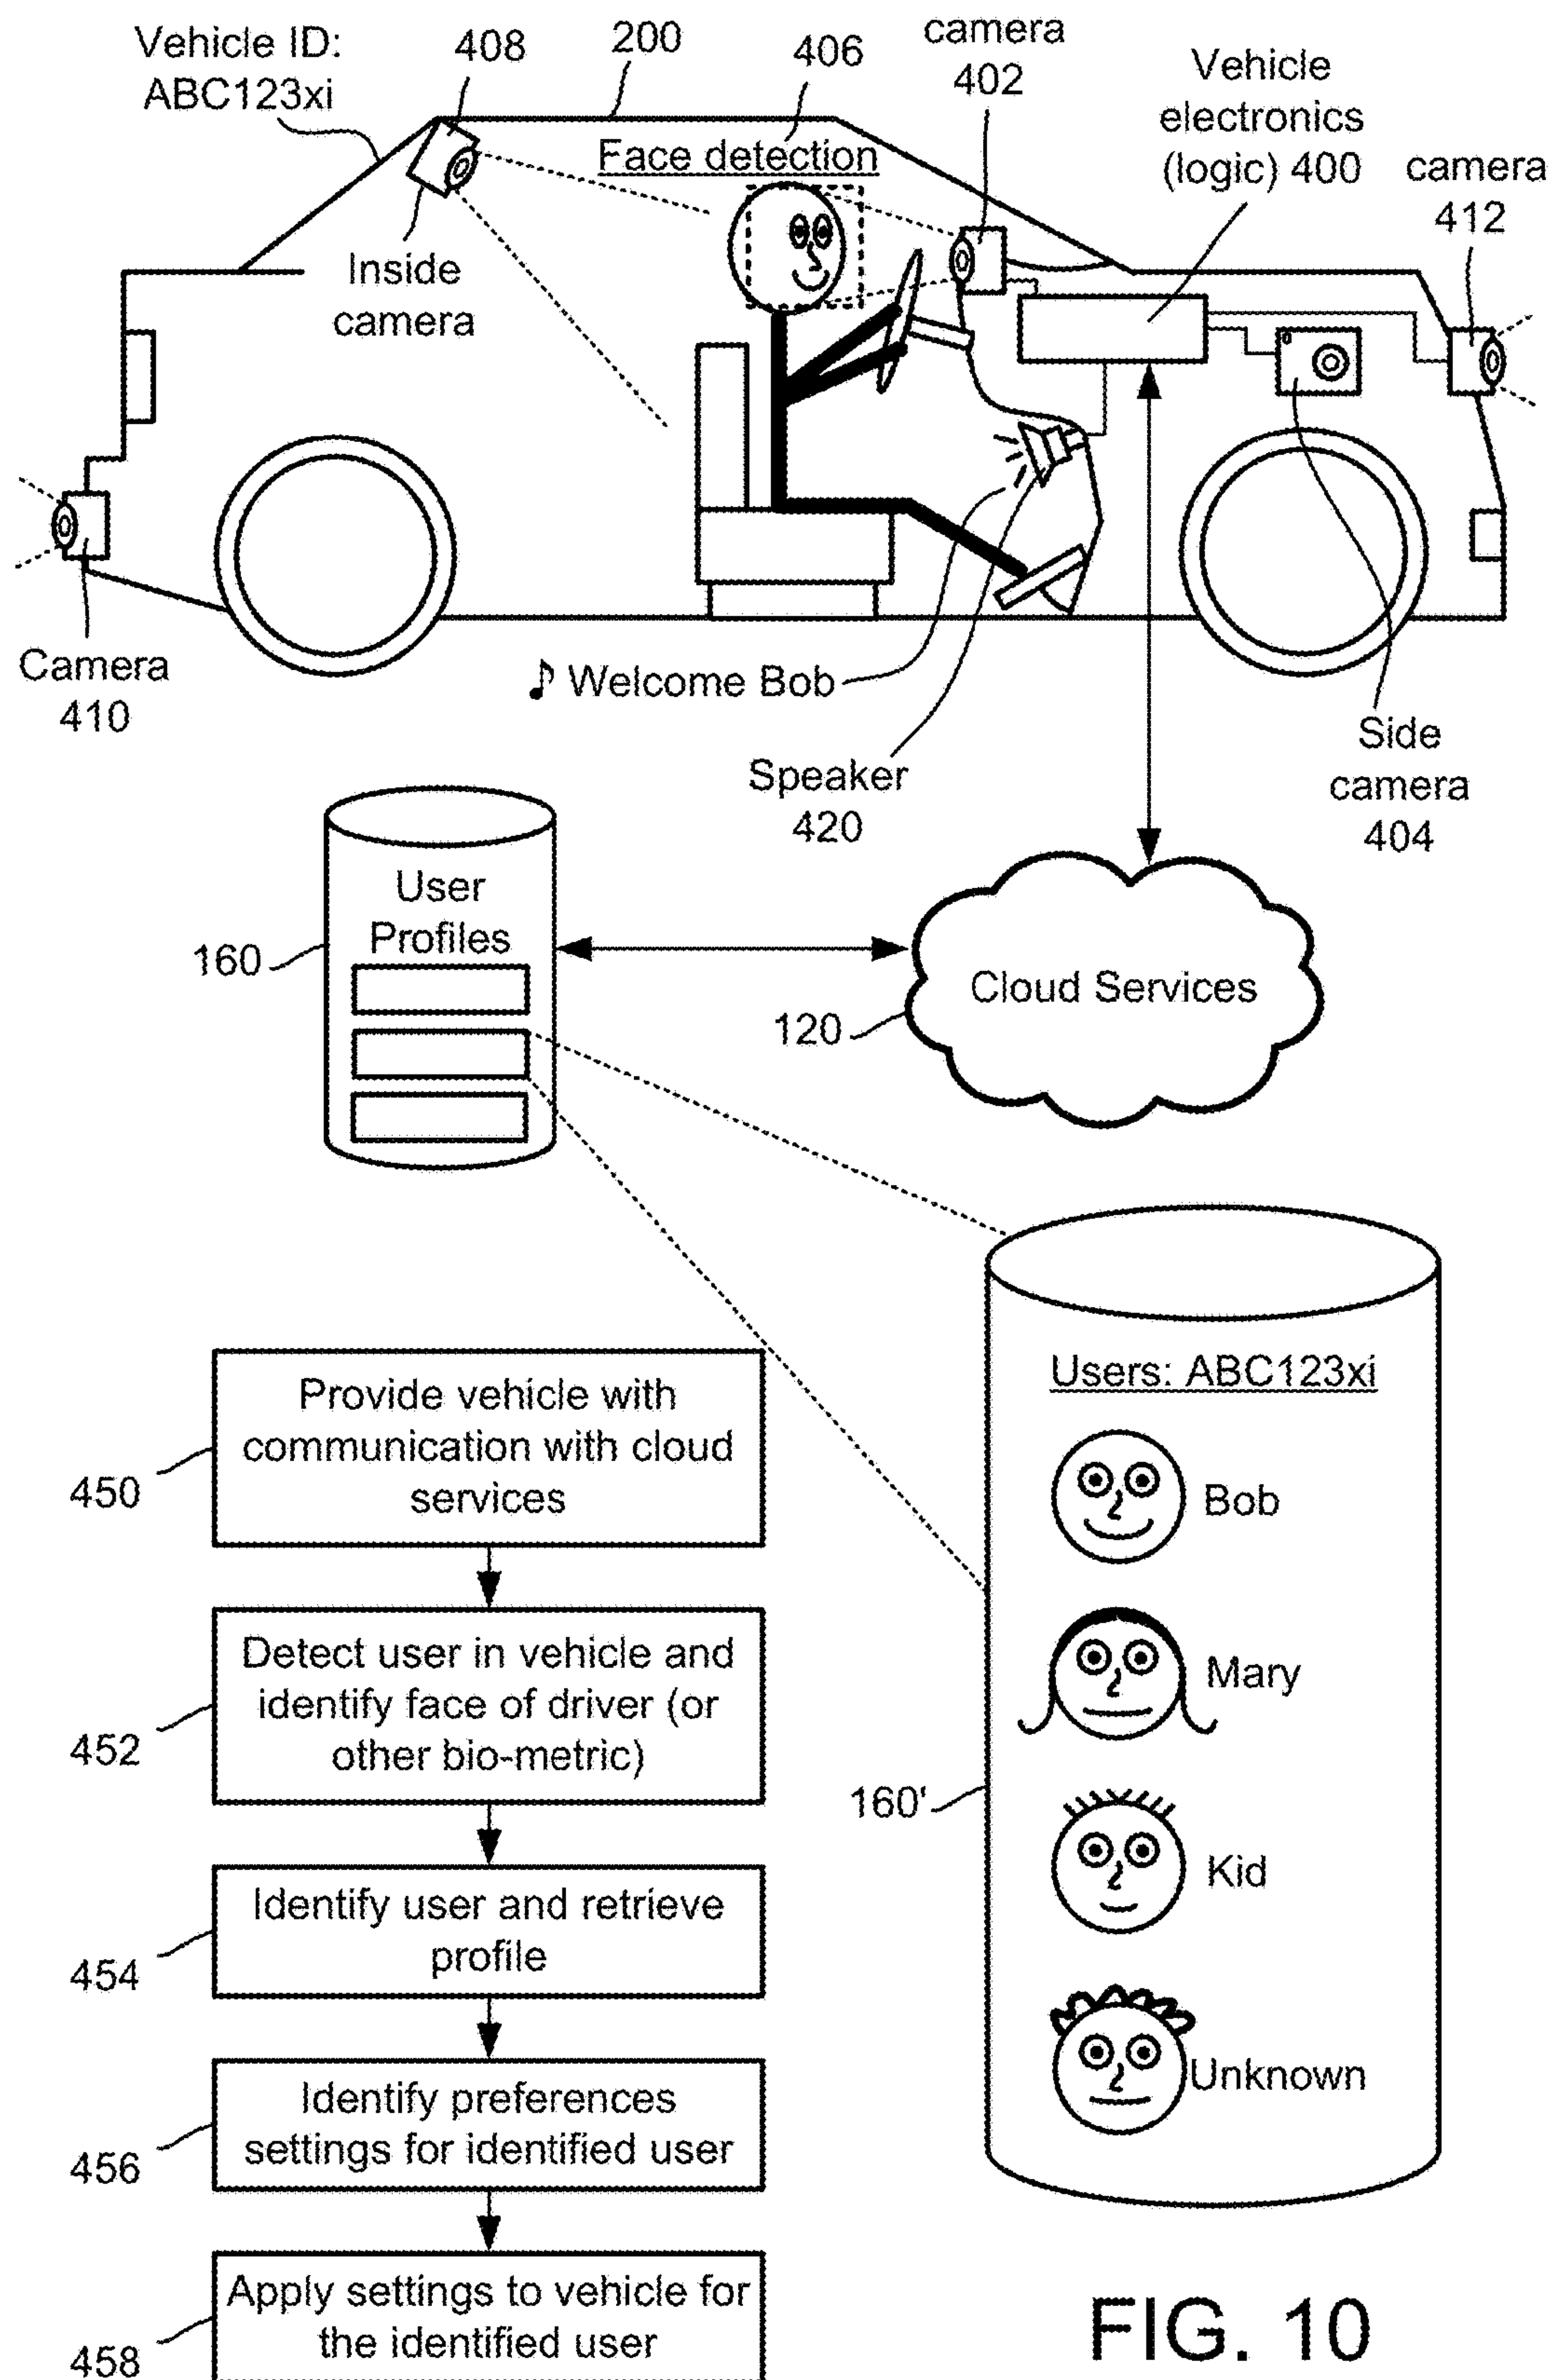 Vehicle ID:
ABC123xi
408
200
406
camera
402
Vehicle
electronics
(logic) 400
camera
412
Face detection
Inside
camera
Camera
410
♪ Welcome Bob
Speaker
420
Side
camera
404
User
Profiles
160
Cloud Services
120
Users: ABC123xi
Bob
Mary
Kid
Unknown
160'
Provide vehicle with
communication with cloud
services
450
Detect user in vehicle and
identify face of driver (or
other bio-metric)
452
Identify user and retrieve
profile
454
Identify preferences
settings for identified user
456
Apply settings to vehicle for
the identified user
458
FIG. 10